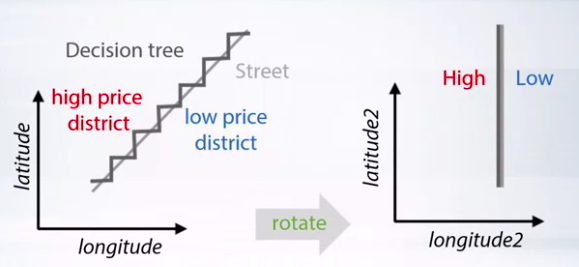 Decision tree
Street
high price
district
low price
district
latitude
longitude
rotate
High
Low
latitude2
longitude2